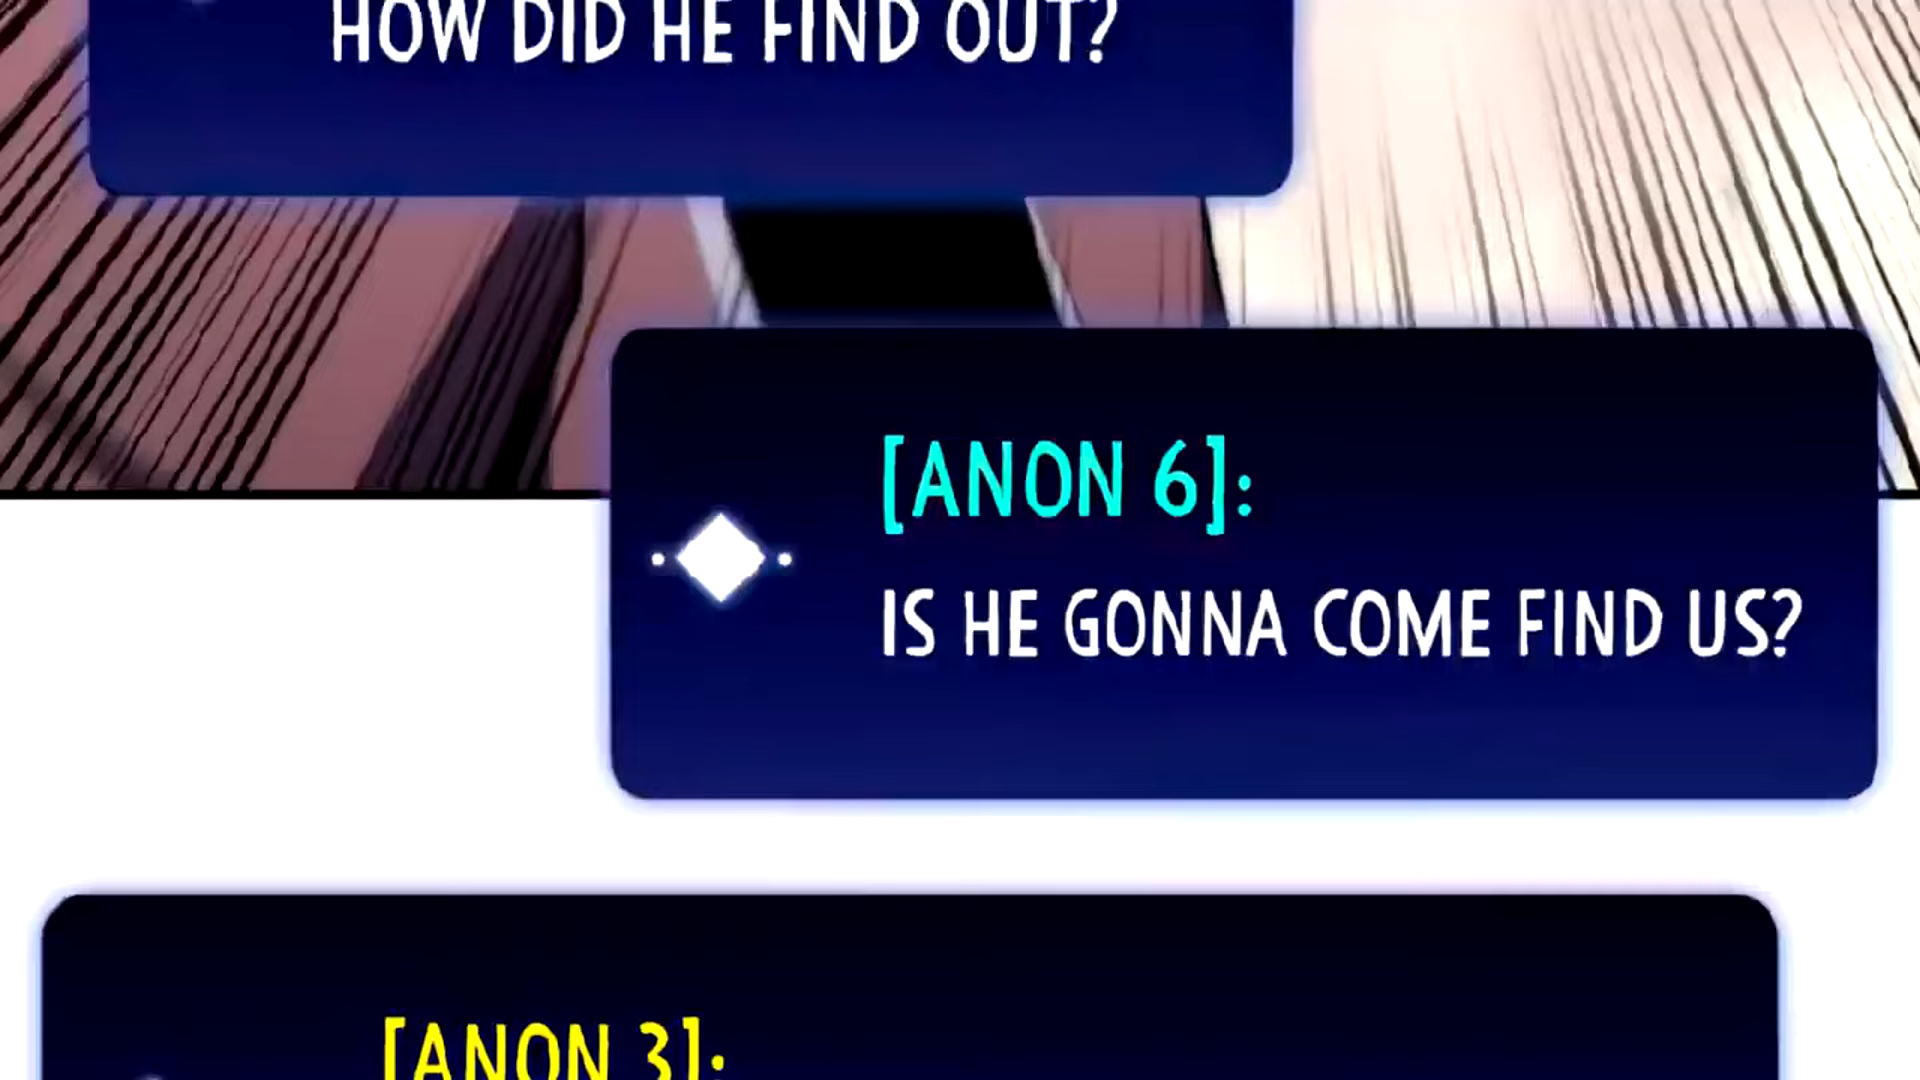 HOW DID HE FIND OUT?
[ANON 6]:
IS HE GONNA COME FIND US?
[ANON 3]: